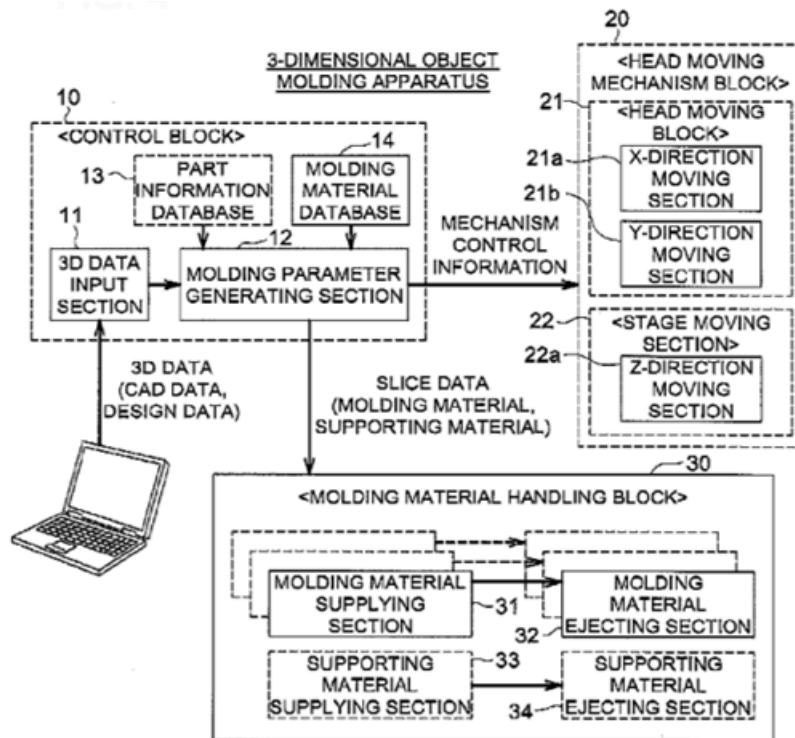 3-DIMENSIONAL OBJECT
MOLDING APPARATUS
10
<CONTROL BLOCK>
13
PART
INFORMATION
DATABASE
14
MOLDING
MATERIAL
DATABASE
11
3D DATA
INPUT
SECTION
12
MOLDING PARAMETER
GENERATING SECTION
MECHANISM
CONTROL
INFORMATION
20
<HEAD MOVING
MECHANISM BLOCK>
21
<HEAD MOVING
BLOCK>
21a
X-DIRECTION
MOVING
SECTION
21b
Y-DIRECTION
MOVING
SECTION
22
<STAGE MOVING
SECTION>
22a
Z-DIRECTION
MOVING
SECTION
3D DATA
(CAD DATA,
DESIGN DATA)
SLICE DATA
(MOLDING MATERIAL,
SUPPORTING MATERIAL)
30
<MOLDING MATERIAL HANDLING BLOCK>
MOLDING MATERIAL
SUPPLYING
SECTION
31
MOLDING
MATERIAL
EJECTING SECTION
32
SUPPORTING
MATERIAL
SUPPLYING SECTION
33
SUPPORTING
MATERIAL
EJECTING SECTION
34